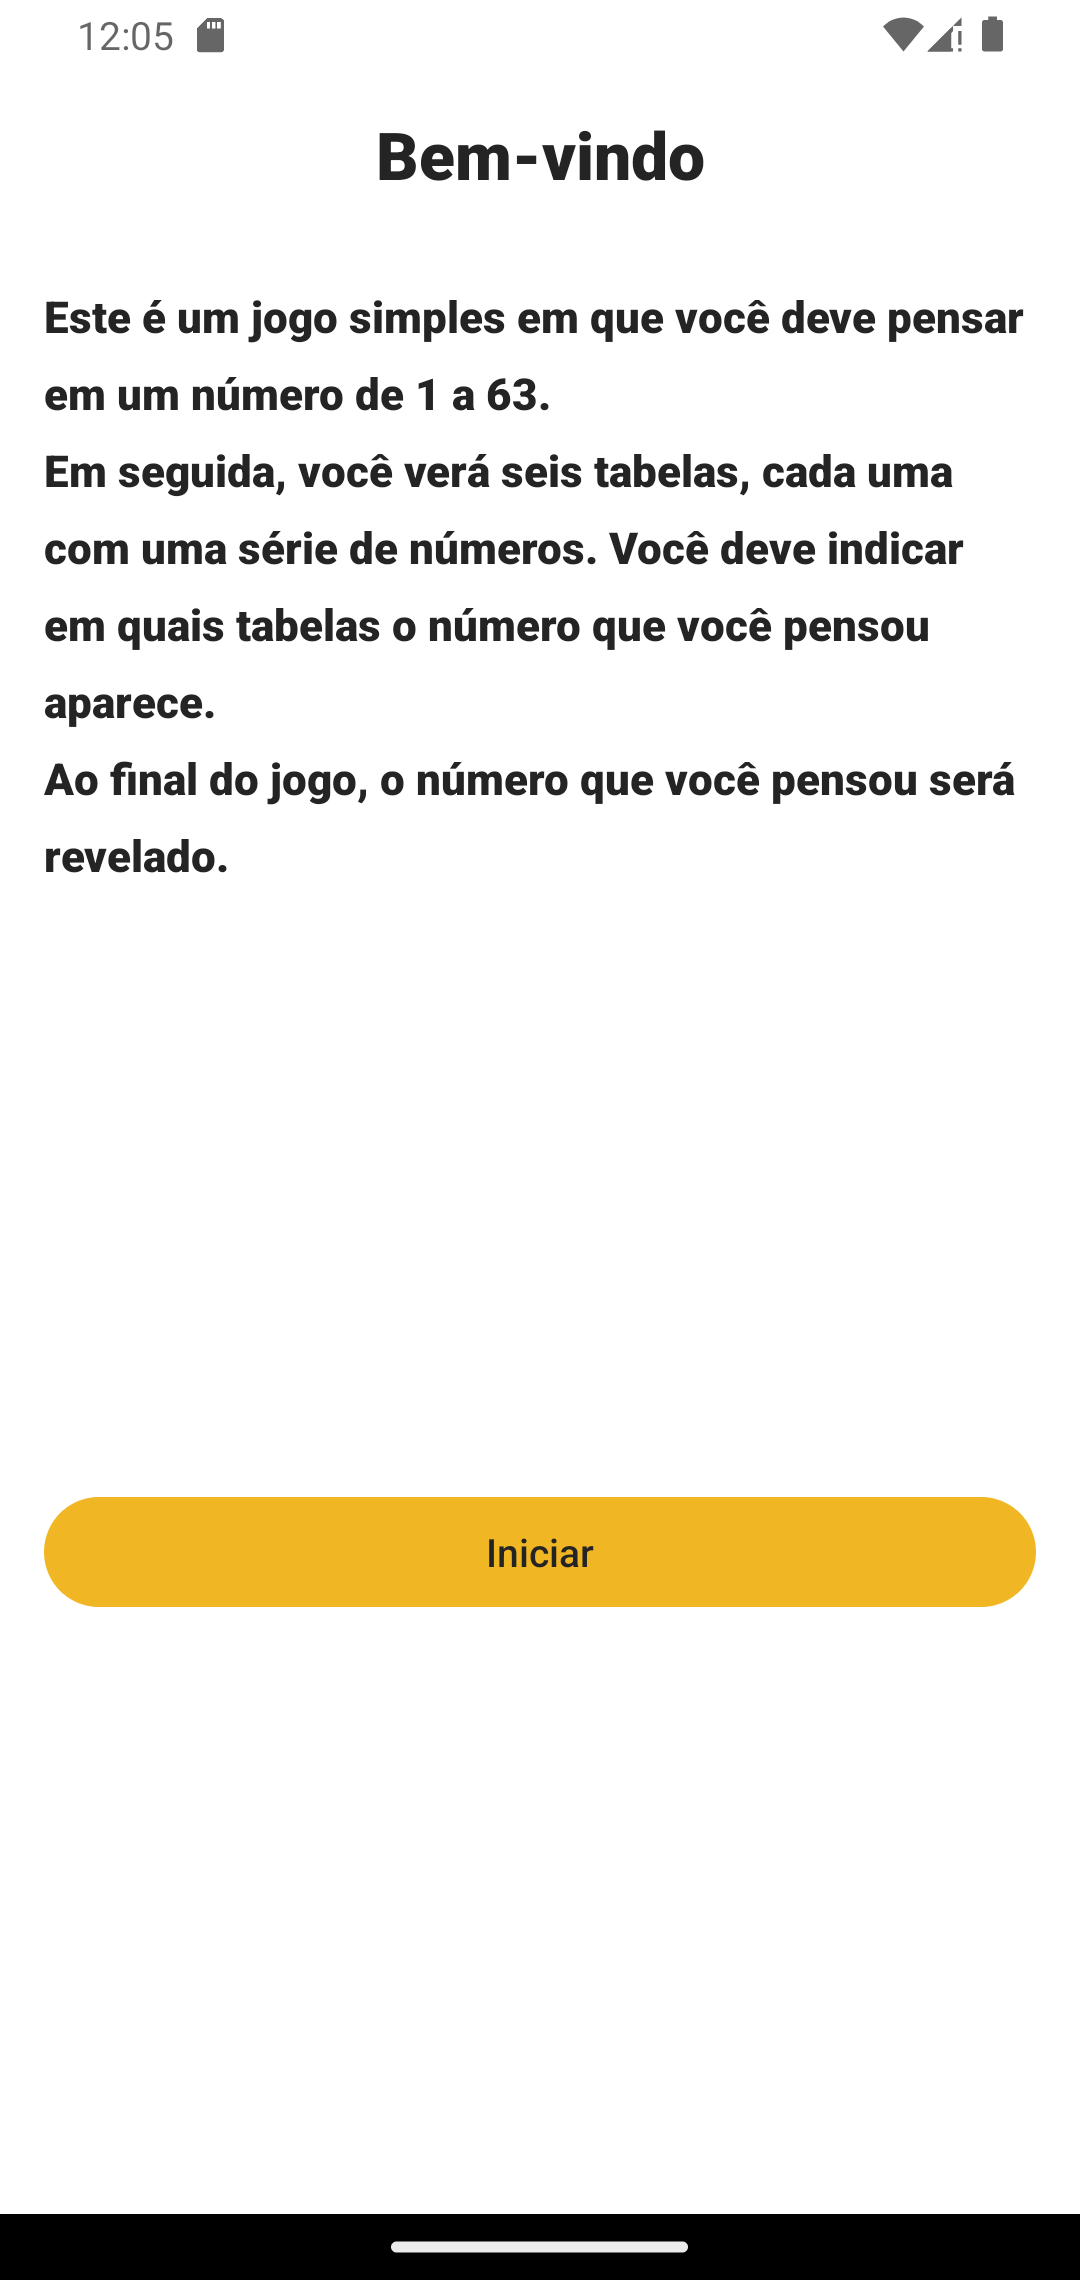 12:05
Bem-vindo
Este é um jogo simples em que você deve pensar
em um número de 1 a 63.
Em seguida, você verá seis tabelas, cada uma
com uma série de números. Você deve indicar
em quais tabelas o número que você pensou
aparece.
Ao final do jogo, o número que você pensou será
revelado.
Iniciar